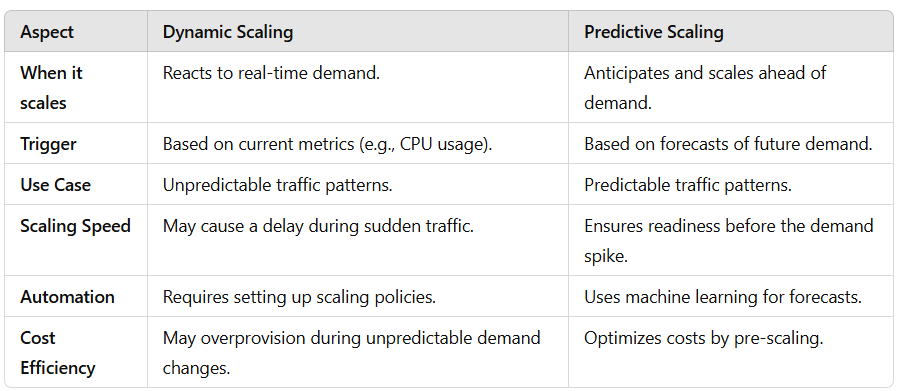 Aspect Dynamic Scaling Predictive Scaling
When it scales Reacts to real-time demand. Anticipates and scales ahead of demand.
Trigger Based on current metrics (e.g., CPU usage). Based on forecasts of future demand.
Use Case Unpredictable traffic patterns. Predictable traffic patterns.
Scaling Speed May cause a delay during sudden traffic. Ensures readiness before the demand spike.
Automation Requires setting up scaling policies. Uses machine learning for forecasts.
Cost Efficiency May overprovision during unpredictable demand changes. Optimizes costs by pre-scaling.